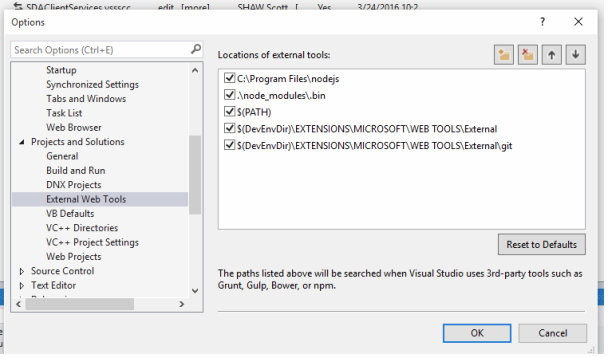 SDAClientServices.vssscc edit [more] SHAW Scott [ Yes 3/24/2016 10:2
Options
?
Search Options (Ctrl+E)
Startup
Synchronized Settings
Tabs and Windows
Task List
Web Browser
Projects and Solutions
General
Build and Run
DNX Projects
External Web Tools
VB Defaults
VC++ Directories
VC++ Project Settings
Web Projects
Source Control
Text Editor
Locations of external tools:
C:\Program Files\nodejs
.\node_modules\.bin
$(PATH)
$(DevEnvDir)\EXTENSIONS\MICROSOFT\WEB TOOLS\External
$(DevEnvDir)\EXTENSIONS\MICROSOFT\WEB TOOLS\External\git
Reset to Defaults
The paths listed above will be searched when Visual Studio uses 3rd-party tools such as
Grunt, Gulp, Bower, or npm.
OK
Cancel